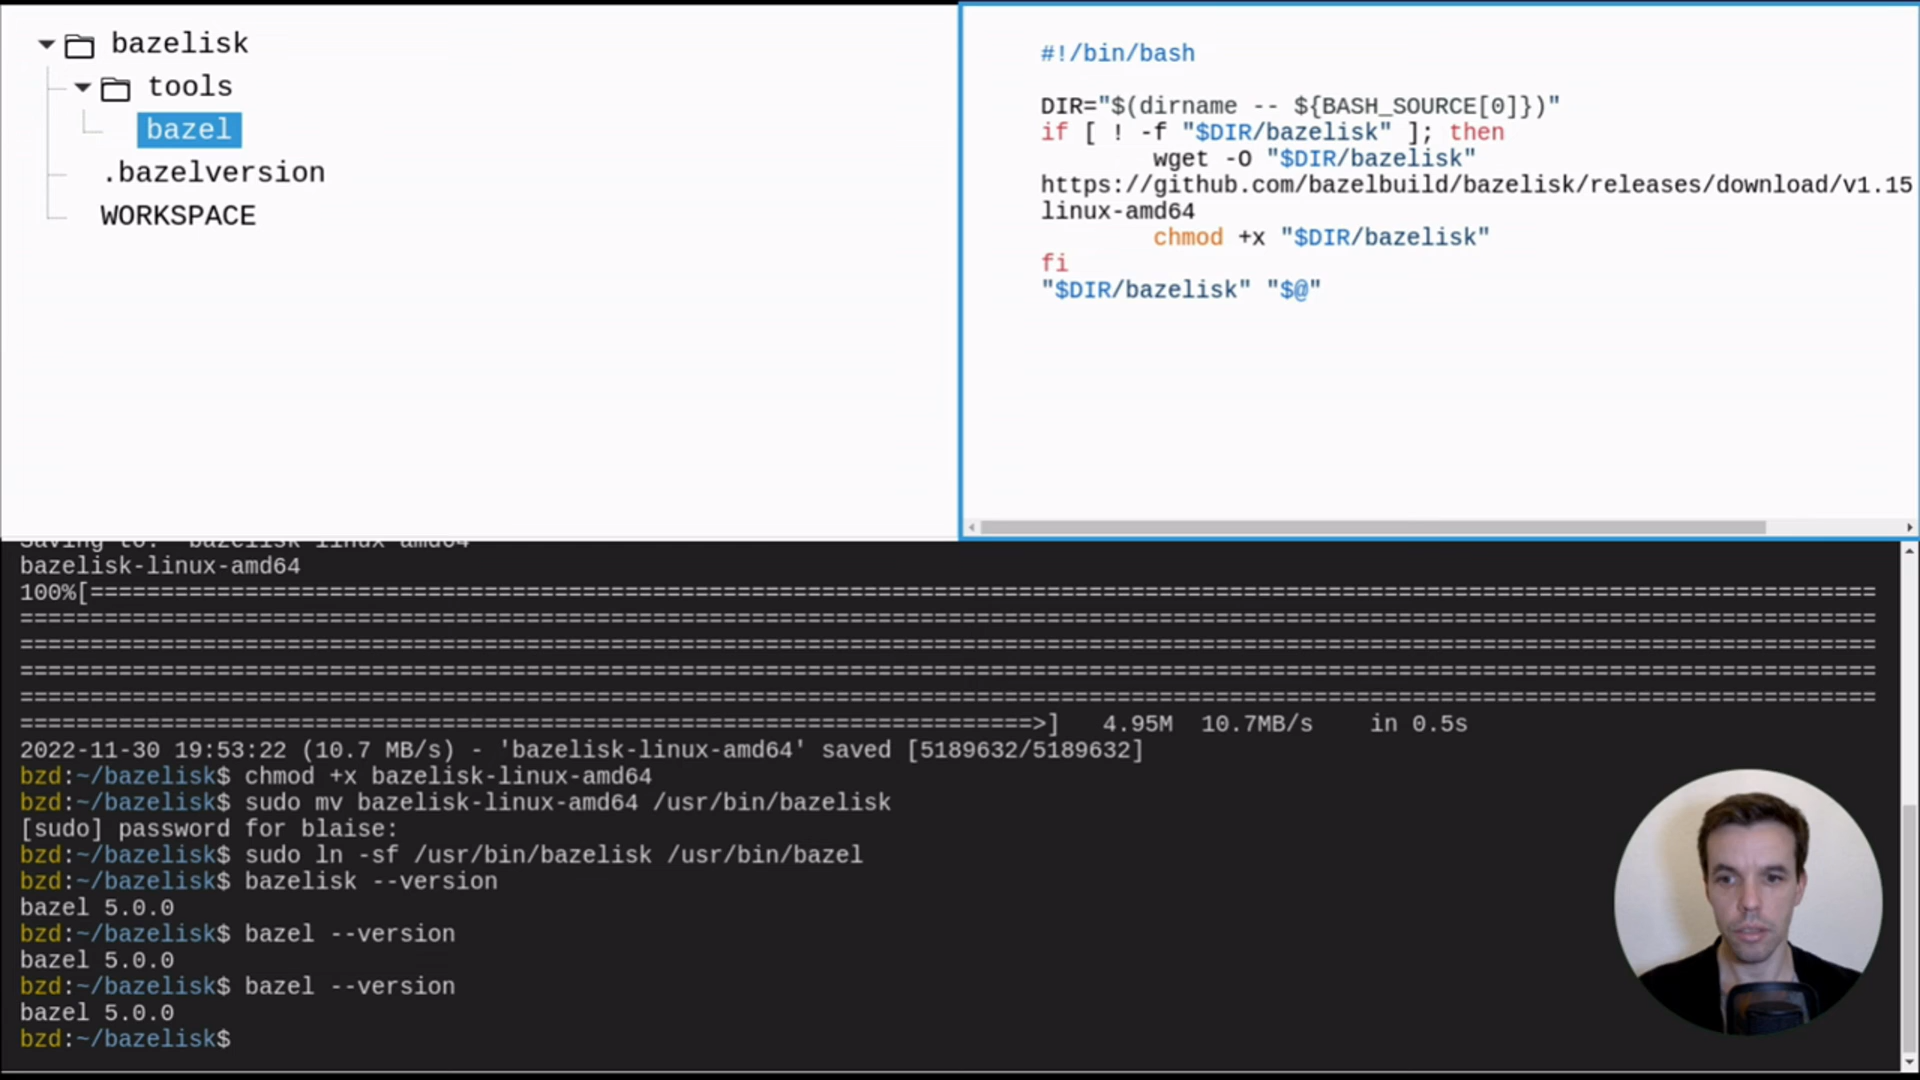 bazelisk
tools
bazel
.bazelversion
WORKSPACE
#!/bin/bash
DIR="$(dirname -- ${BASH_SOURCE[0]})"
if [ ! -f "$DIR/bazelisk" ]; then
wget -O "$DIR/bazelisk"
https://github.com/bazelbuild/bazelisk/releases/download/v1.15
linux-amd64
chmod +x "$DIR/bazelisk"
fi
"$DIR/bazelisk" "$@"
bazelisk-linux-amd64
100%[===============================================================================================================================
====================================================================================================================================
====================================================================================================================================
====================================================================================================================================
====================================================================================================================================
========================================================================>]   4.95M  10.7MB/s    in 0.5s
2022-11-30 19:53:22 (10.7 MB/s) - 'bazelisk-linux-amd64' saved [5189632/5189632]
bzd:~/bazelisk$ chmod +x bazelisk-linux-amd64
bzd:~/bazelisk$ sudo mv bazelisk-linux-amd64 /usr/bin/bazelisk
[sudo] password for blaise:
bzd:~/bazelisk$ sudo ln -sf /usr/bin/bazelisk /usr/bin/bazel
bzd:~/bazelisk$ bazelisk --version
bazel 5.0.0
bzd:~/bazelisk$ bazel --version
bazel 5.0.0
bzd:~/bazelisk$ bazel --version
bazel 5.0.0
bzd:~/bazelisk$